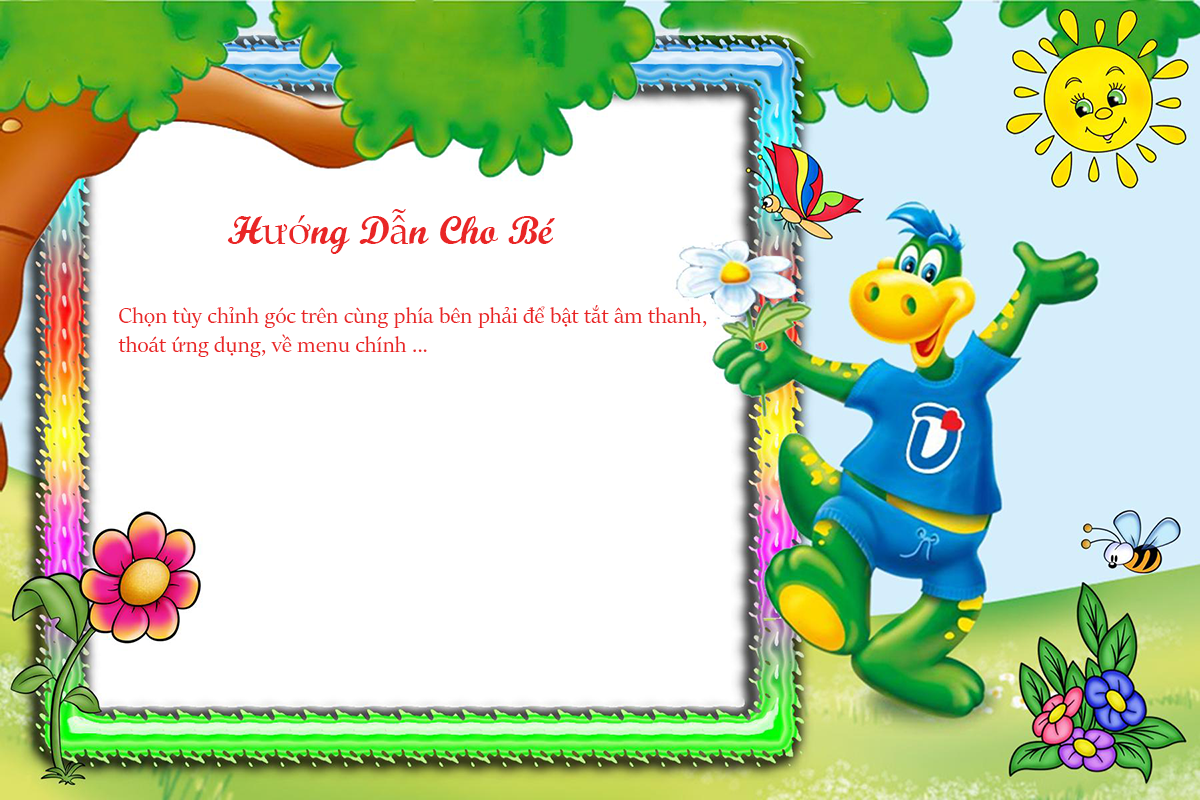 Hướng Dẫn Cho Bé
Chọn tùy chỉnh góc trên cùng phía bên phải để bật tắt âm thanh,
thoát ứng dụng, về menu chính ...